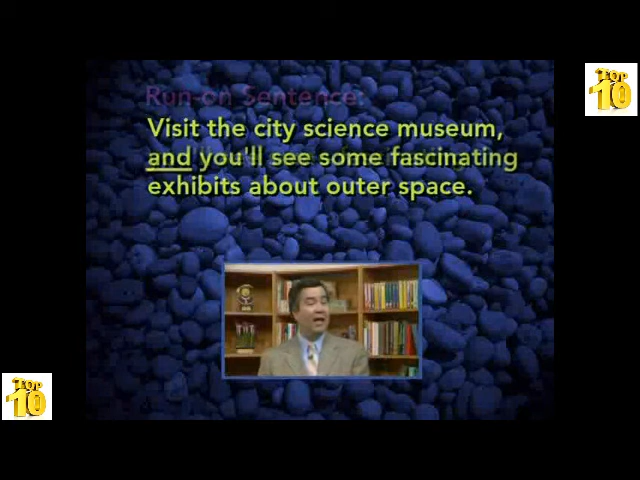 Run-on Sentence:
Visit the city science museum,
and you'll see some fascinating
exhibits about outer space.
TOP
10
TOP
10